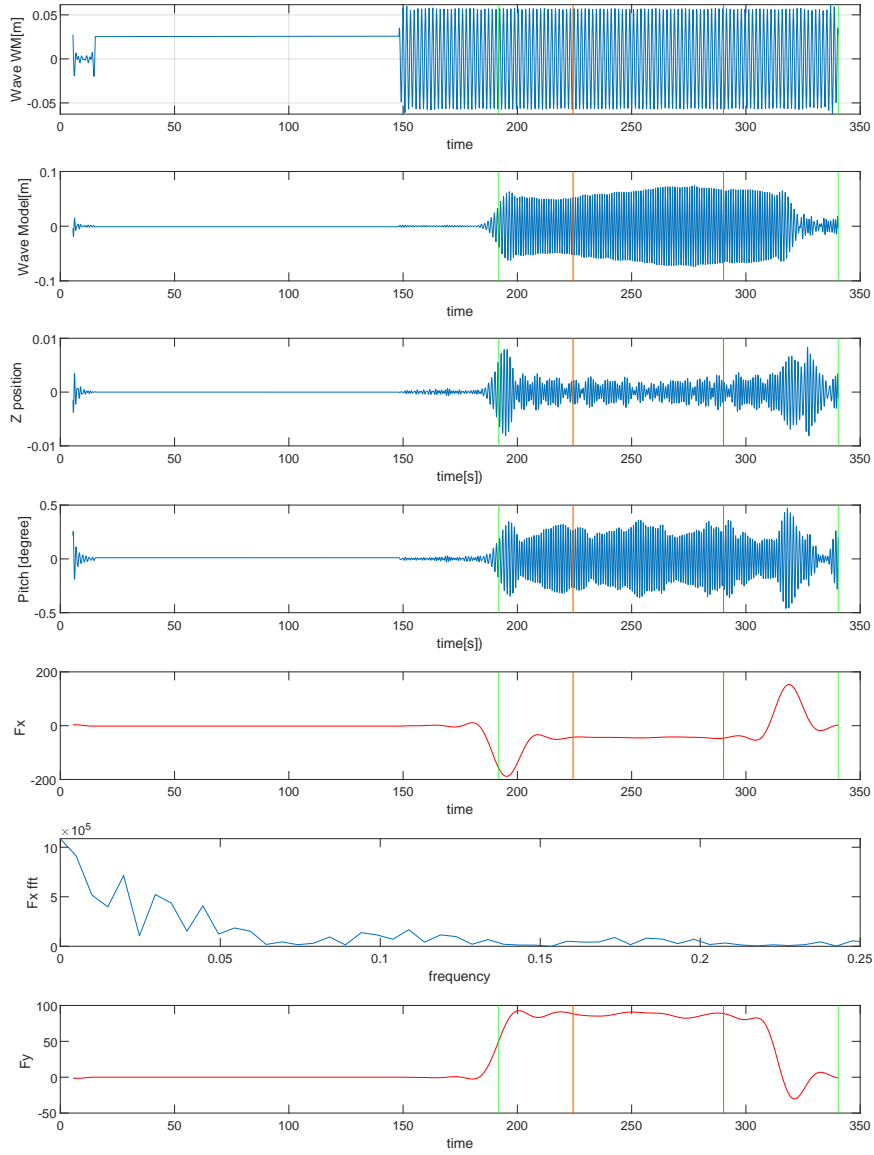 Wave WM[m]
0.05
0
-0.05
0 50 100 150 200 250 300 350
time
Wave Model[m]
0.1
0
-0.1
0 50 100 150 200 250 300 350
time
Z position
0.01
0
-0.01
0 50 100 150 200 250 300 350
time[s])
Pitch [degree]
0.5
0
-0.5
0 50 100 150 200 250 300 350
time[s])
Fx
200
0
-200
0 50 100 150 200 250 300 350
time
× 10^5
Fx fft
10
5
0
0 0.05 0.1 0.15 0.2 0.25
frequency
Fy
100
50
0
-50
0 50 100 150 200 250 300 350
time